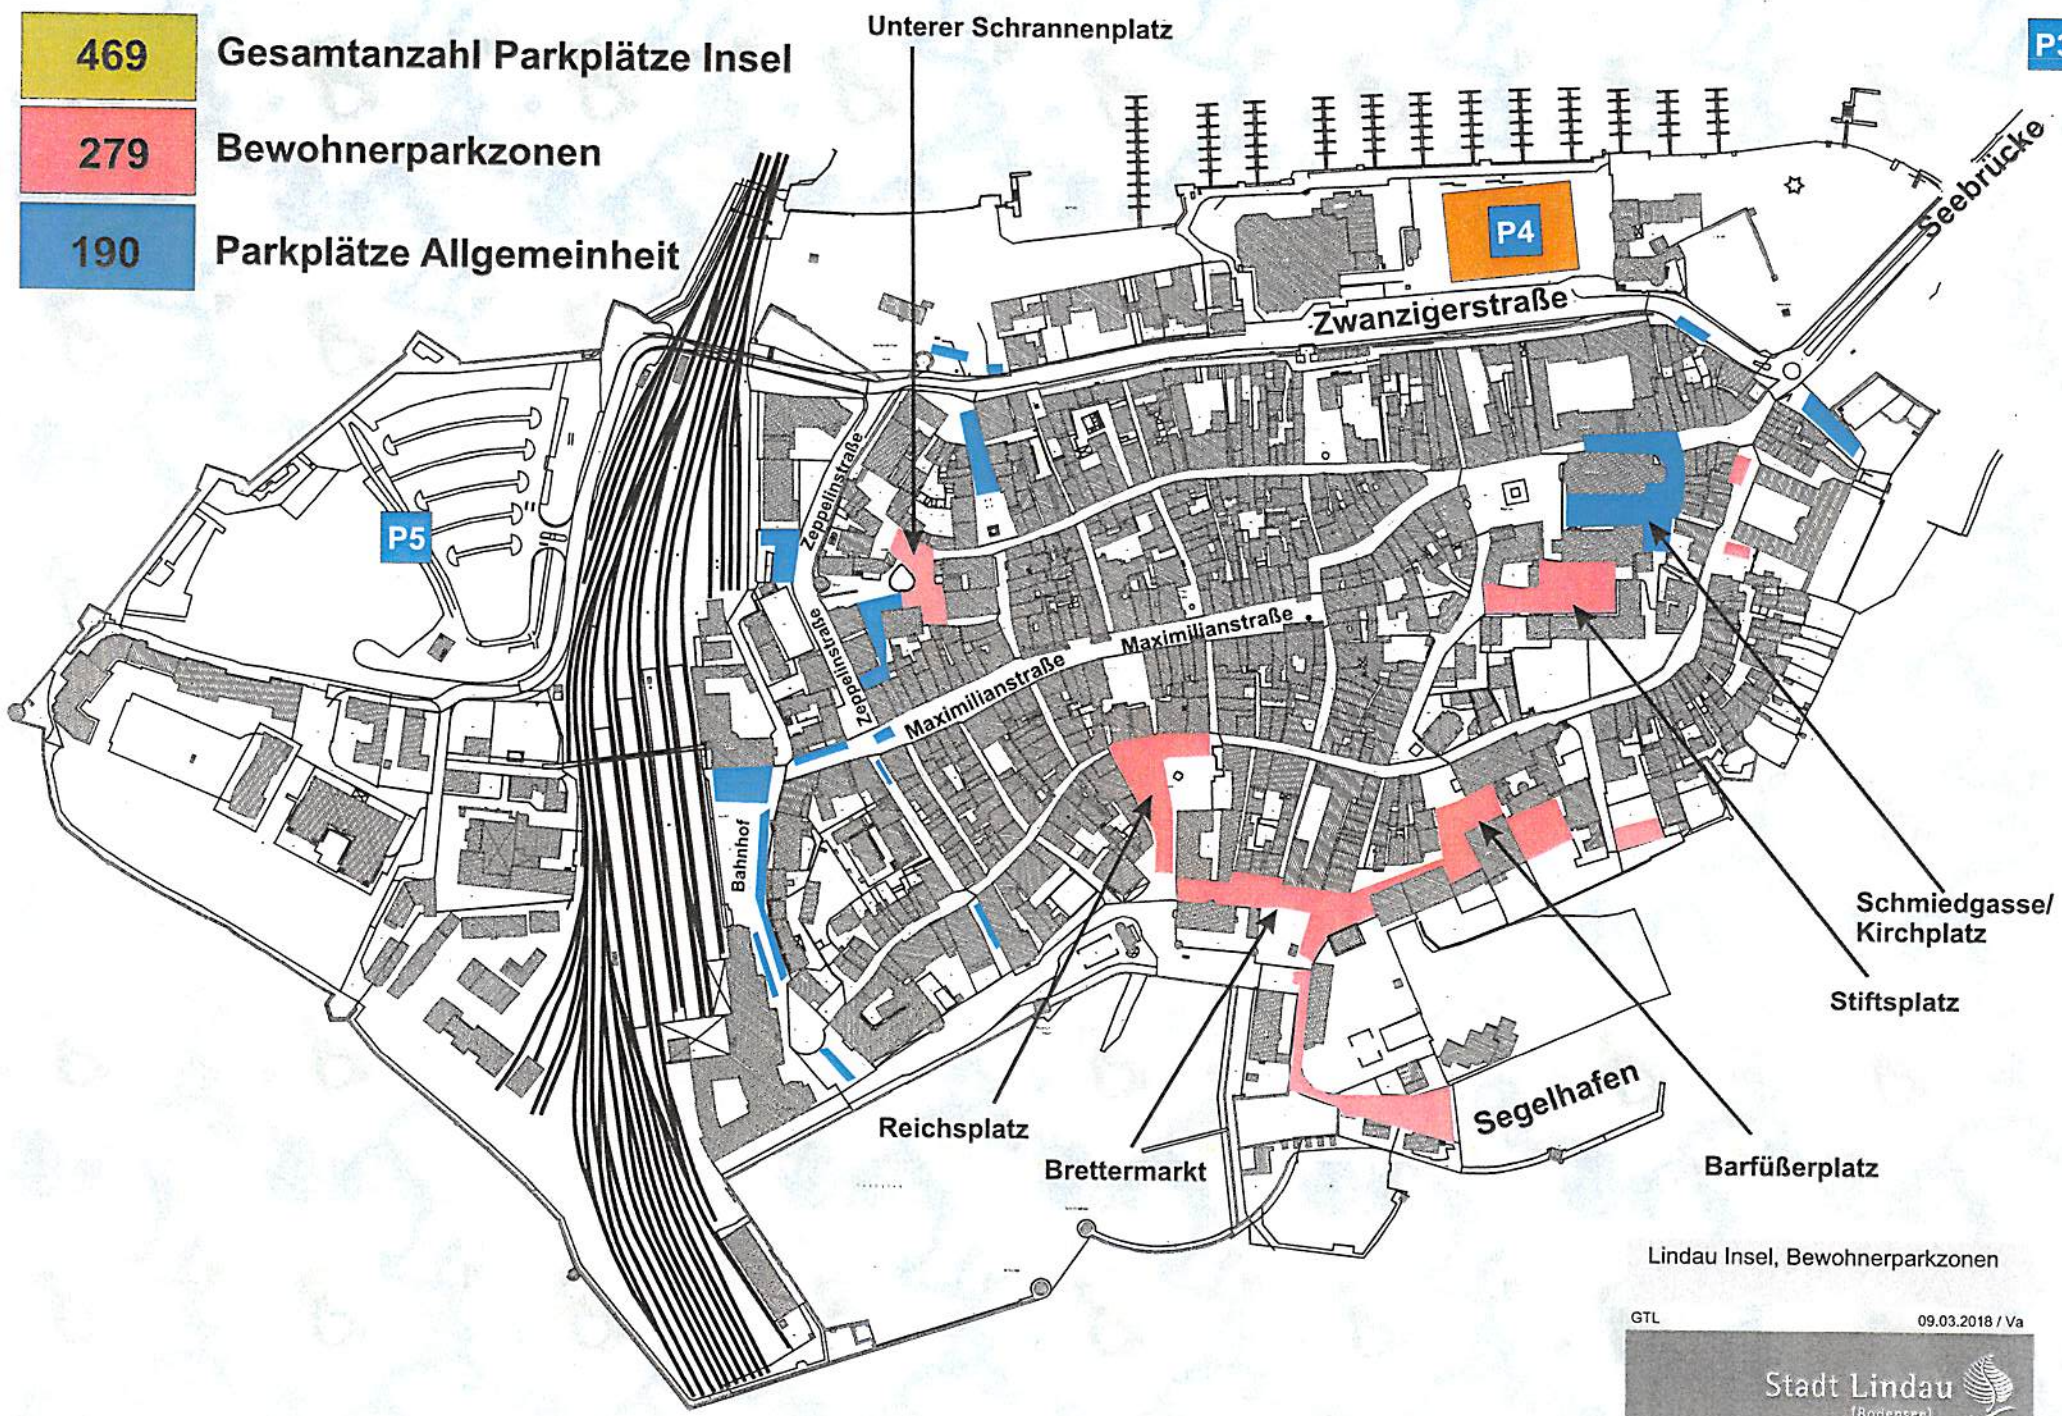 469 Gesamtanzahl Parkplätze Insel
279 Bewohnerparkzonen
190 Parkplätze Allgemeinheit
Unterer Schrannenplatz
Seebrücke
P4
Zwanzigerstraße
P5
Zeppelinstraße
Zeppelinstraße
Maximilianstraße
Maximilianstraße
Bahnhof
Schmiedgasse/
Kirchplatz
Stiftsplatz
Reichsplatz
Brettermarkt
Segelhafen
Barfüßerplatz
Lindau Insel, Bewohnerparkzonen
GTL 09.03.2018 / Va
Stadt Lindau
(Bodensee)